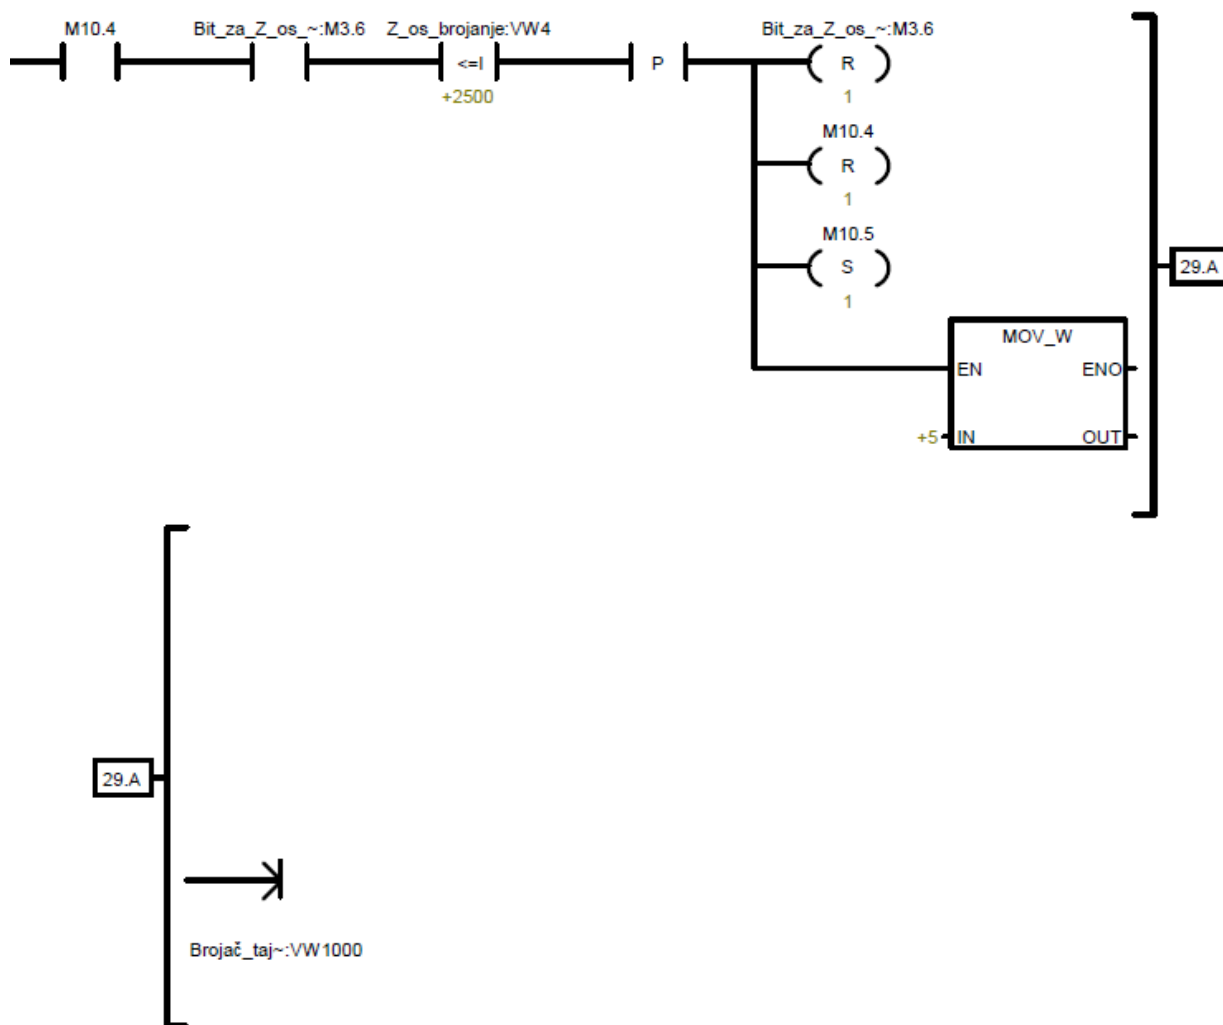 M10.4 Bit_za_Z_os_~:M3.6 Z_os_brojanje:VW4 Bit_za_Z_os_~:M3.6
<=I P R
+2500 1
M10.4
R
1
M10.5
S
1
29.A
MOV_W
EN ENO
+5 IN OUT
29.A
Brojač_taj~:VW1000